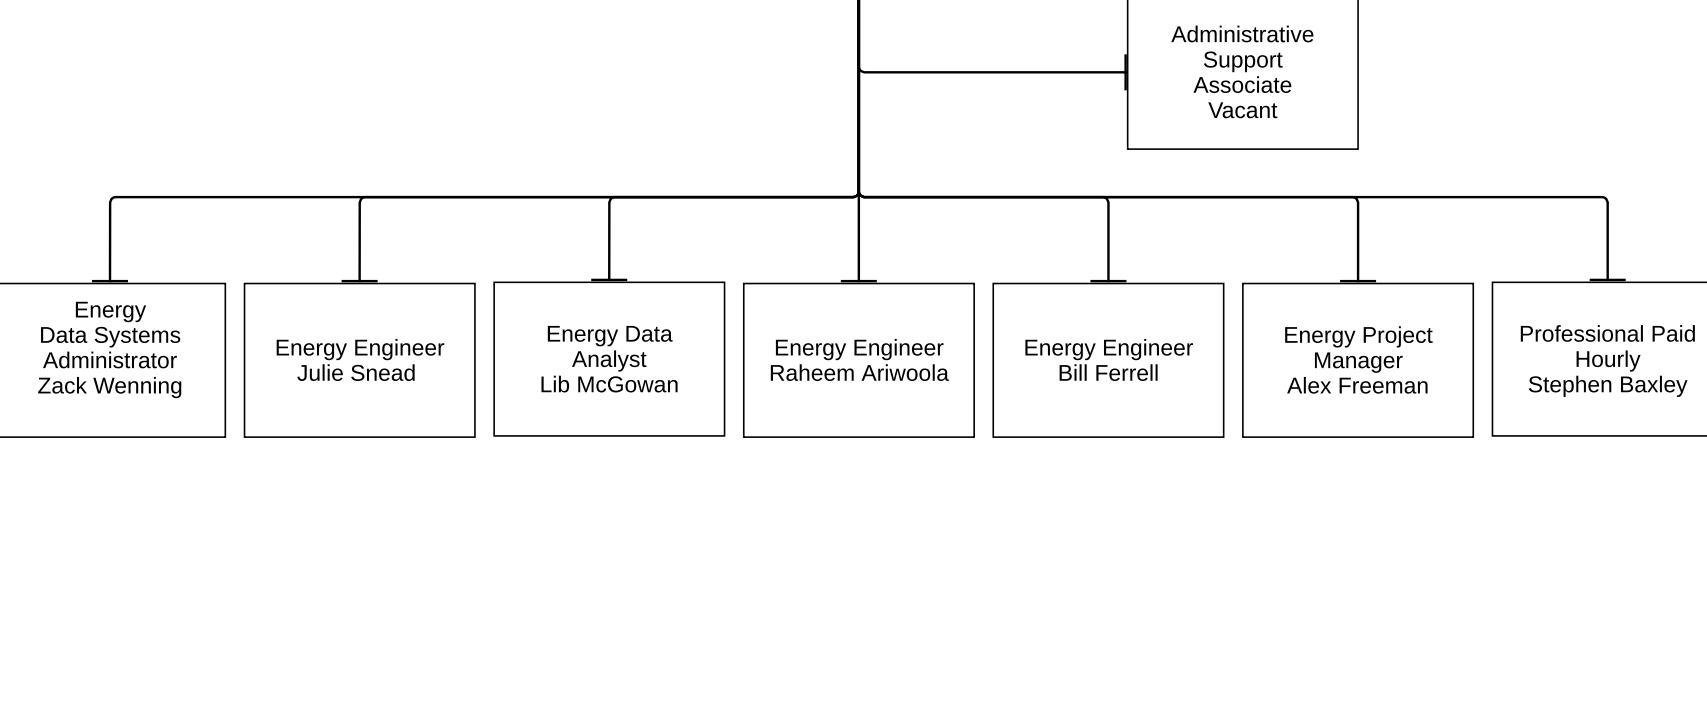 Administrative
Support
Associate
Vacant
Energy
Data Systems
Administrator
Zack Wenning
Energy Engineer
Julie Snead
Energy Data
Analyst
Lib McGowan
Energy Engineer
Raheem Ariwoola
Energy Engineer
Bill Ferrell
Energy Project
Manager
Alex Freeman
Professional Paid
Hourly
Stephen Baxley